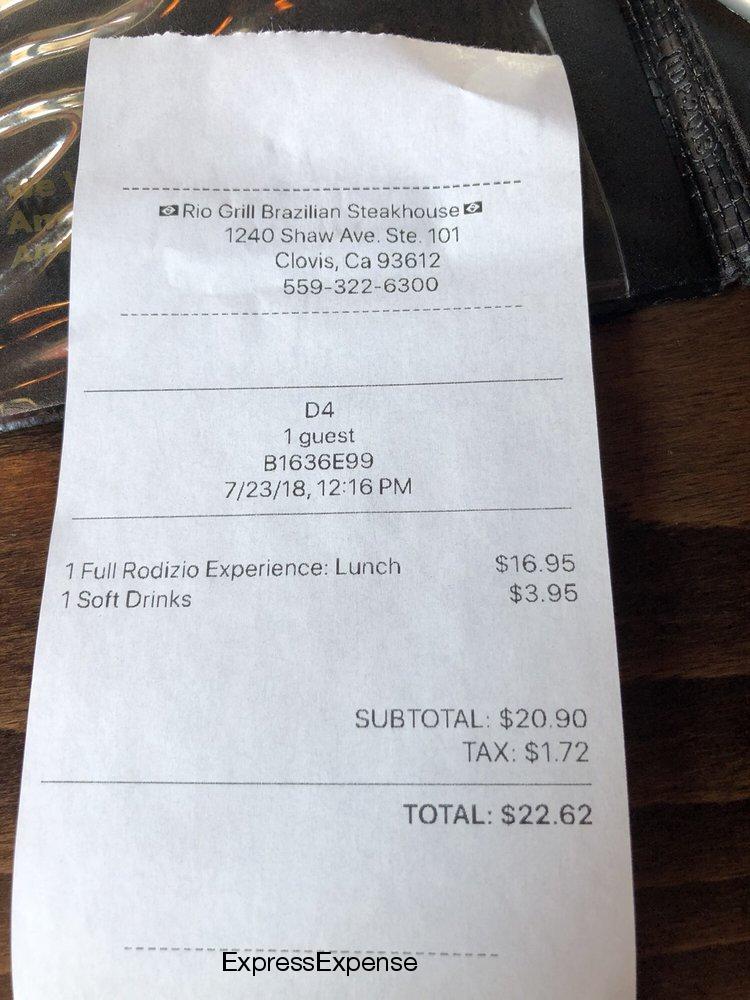 Rio Grill Brazilian Steakhouse
1240 Shaw Ave. Ste. 101
Clovis, Ca 93612
559-322-6300
D4
1 guest
B1636E99
7/23/18, 12:16 PM
1 Full Rodizio Experience: Lunch $16.95
1 Soft Drinks $3.95
SUBTOTAL: $20.90
TAX: $1.72
TOTAL: $22.62
ExpressExpense